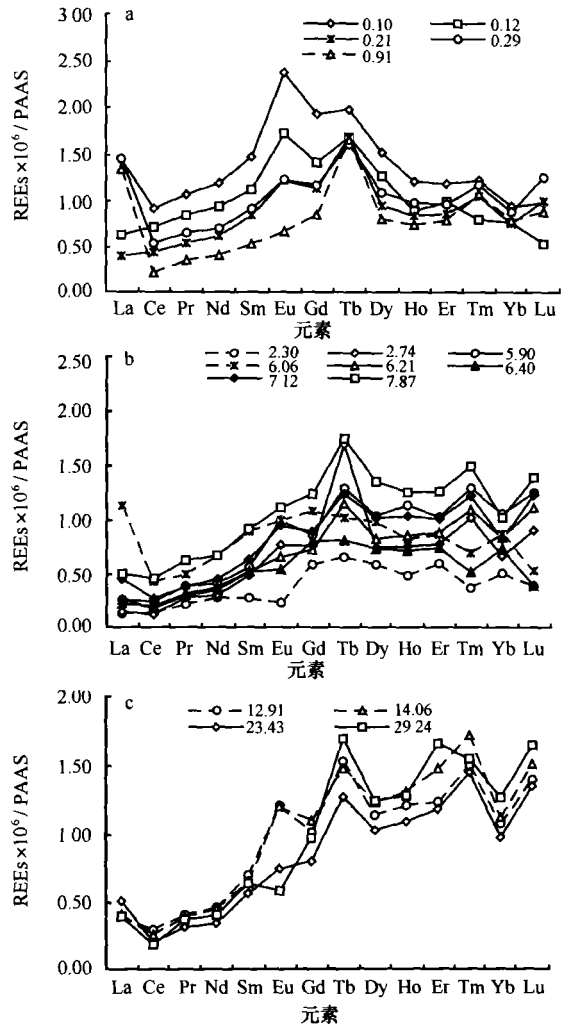 a
0.10 0.12
0.21 0.29
0.91
REEs×10⁶/PAAS
3 00
2.50
2.00
1.50
1.00
0.50
0.00
La Ce Pr Nd Sm Eu Gd Tb Dy Ho Er Tm Yb Lu
元素
b
2.30 2.74 5.90
6.06 6.21 6.40
7 12 7.87
REEs×10⁶/PAAS
2.50
2.00
1.50
1.00
0.50
0.00
La Ce Pr Nd Sm Eu Gd Tb Dy Ho Er Tm Yb Lu
元素
c
12.91 14.06
23.43 29 24
REEs×10⁶/PAAS
2.00
1.50
1 00
0.50
0.00
La Ce Pr Nd Sm Eu Gd Tb Dy Ho Er Tm Yb Lu
元素